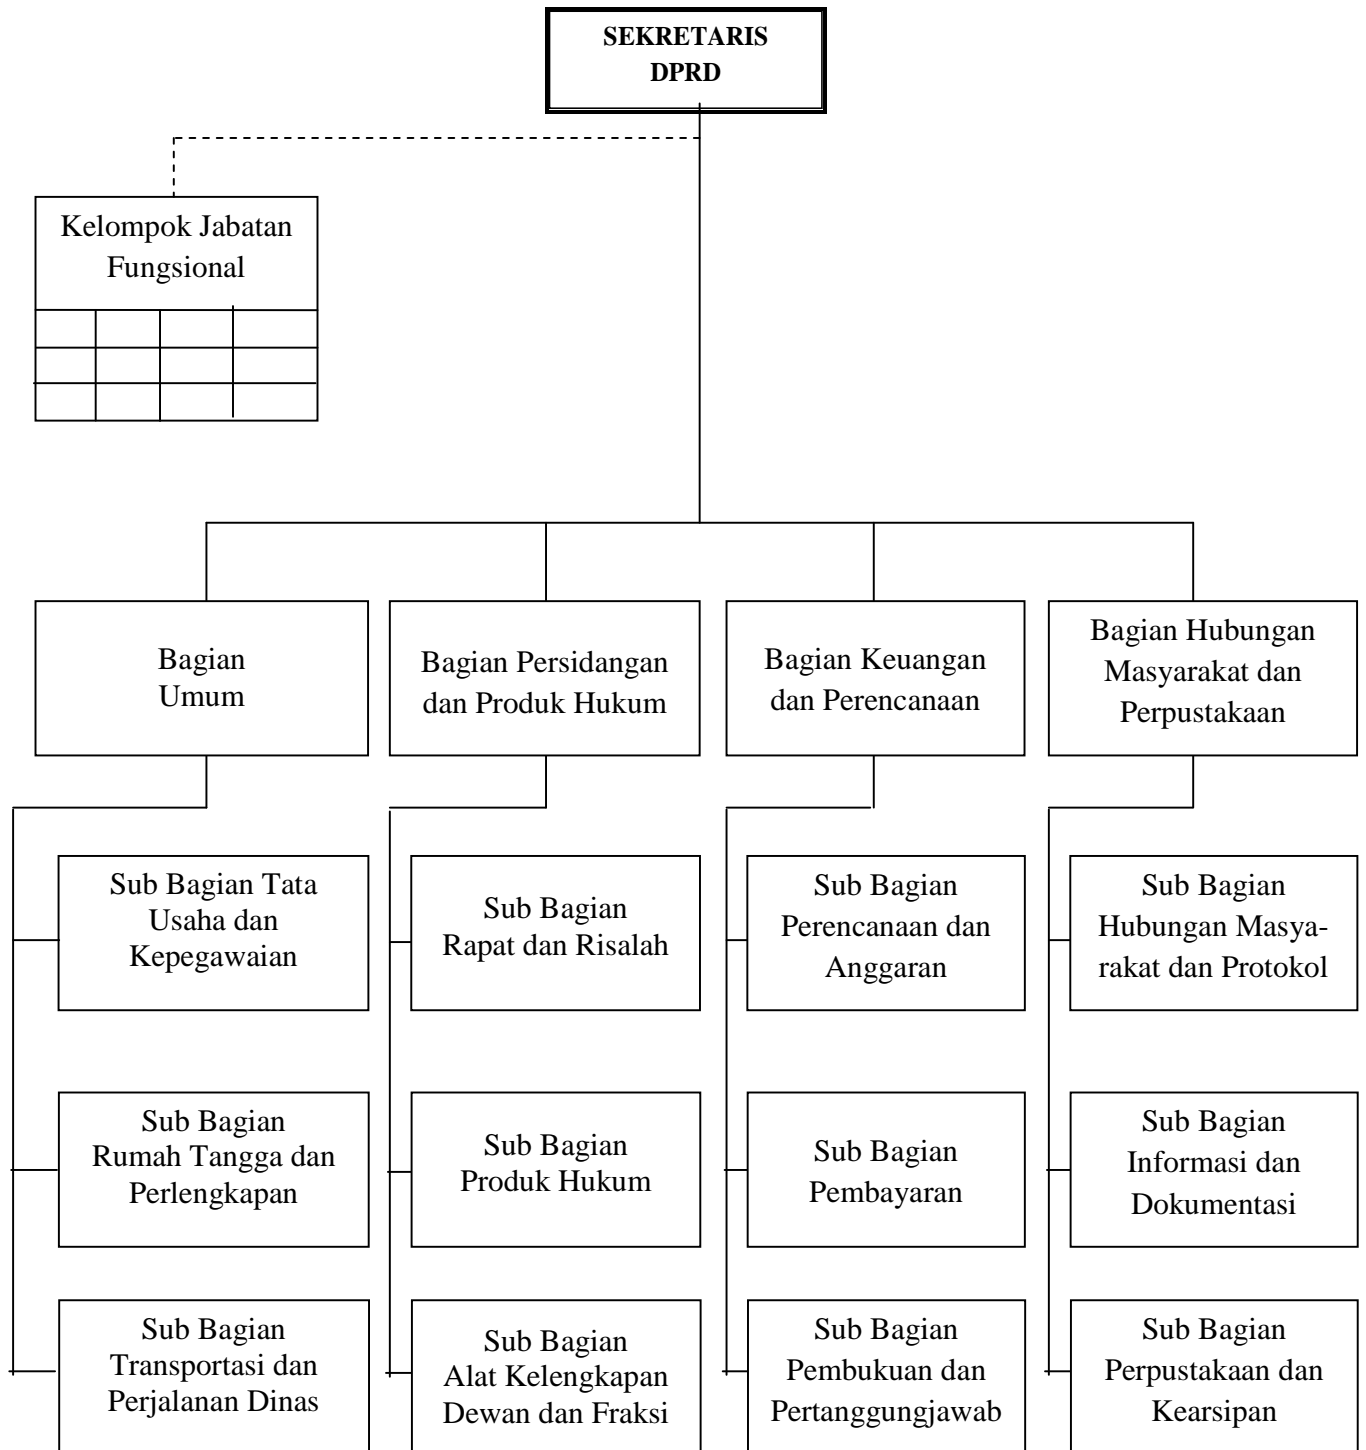 SEKRETARIS
DPRD
Kelompok Jabatan
Fungsional
Bagian
Umum
Bagian Persidangan
dan Produk Hukum
Bagian Keuangan
dan Perencanaan
Bagian Hubungan
Masyarakat dan
Perpustakaan
Sub Bagian Tata
Usaha dan
Kepegawaian
Sub Bagian
Rapat dan Risalah
Sub Bagian
Perencanaan dan
Anggaran
Sub Bagian
Hubungan Masya-
rakat dan Protokol
Sub Bagian
Rumah Tangga dan
Perlengkapan
Sub Bagian
Produk Hukum
Sub Bagian
Pembayaran
Sub Bagian
Informasi dan
Dokumentasi
Sub Bagian
Transportasi dan
Perjalanan Dinas
Sub Bagian
Alat Kelengkapan
Dewan dan Fraksi
Sub Bagian
Pembukuan dan
Pertanggungjawab
Sub Bagian
Perpustakaan dan
Kearsipan